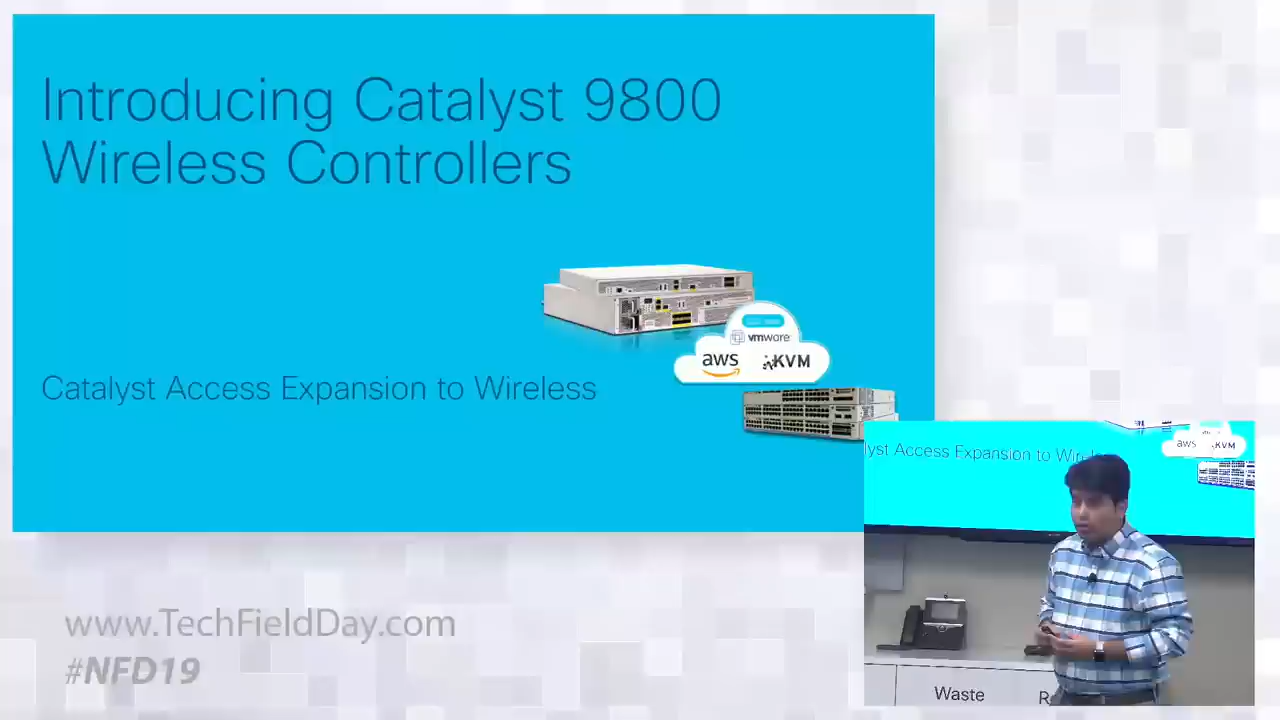 Introducing Catalyst 9800
Wireless Controllers
vmware
aws KVM
Catalyst Access Expansion to Wireless
lyst Access Expansion to Wirel
aws KVM
www.TechFieldDay.com
#NFD19
Waste
R